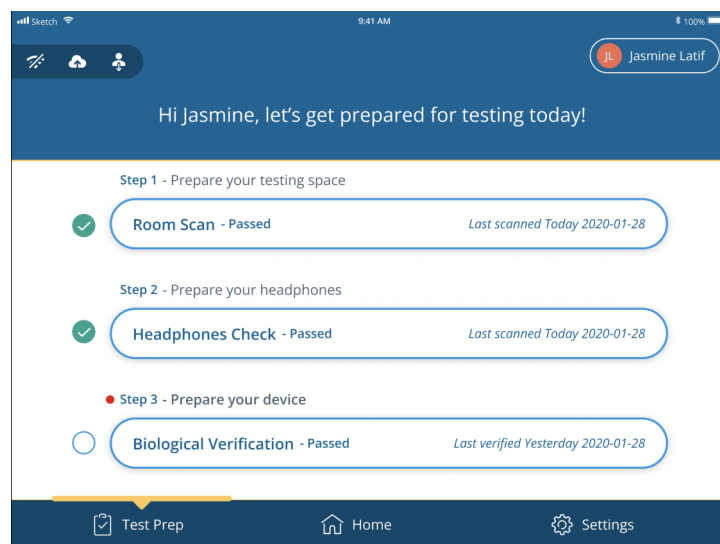 Sketch 9:41 AM 100%
JL Jasmine Latif
Hi Jasmine, let's get prepared for testing today!
Step 1 - Prepare your testing space
Room Scan - Passed Last scanned Today 2020-01-28
Step 2 - Prepare your headphones
Headphones Check - Passed Last scanned Today 2020-01-28
Step 3 - Prepare your device
Biological Verification - Passed Last verified Yesterday 2020-01-28
Test Prep Home Settings